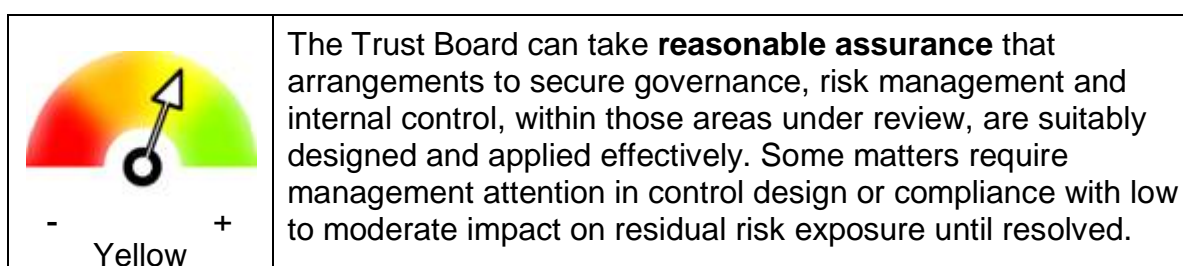 - +
Yellow
The Trust Board can take reasonable assurance that
arrangements to secure governance, risk management and
internal control, within those areas under review, are suitably
designed and applied effectively. Some matters require
management attention in control design or compliance with low
to moderate impact on residual risk exposure until resolved.